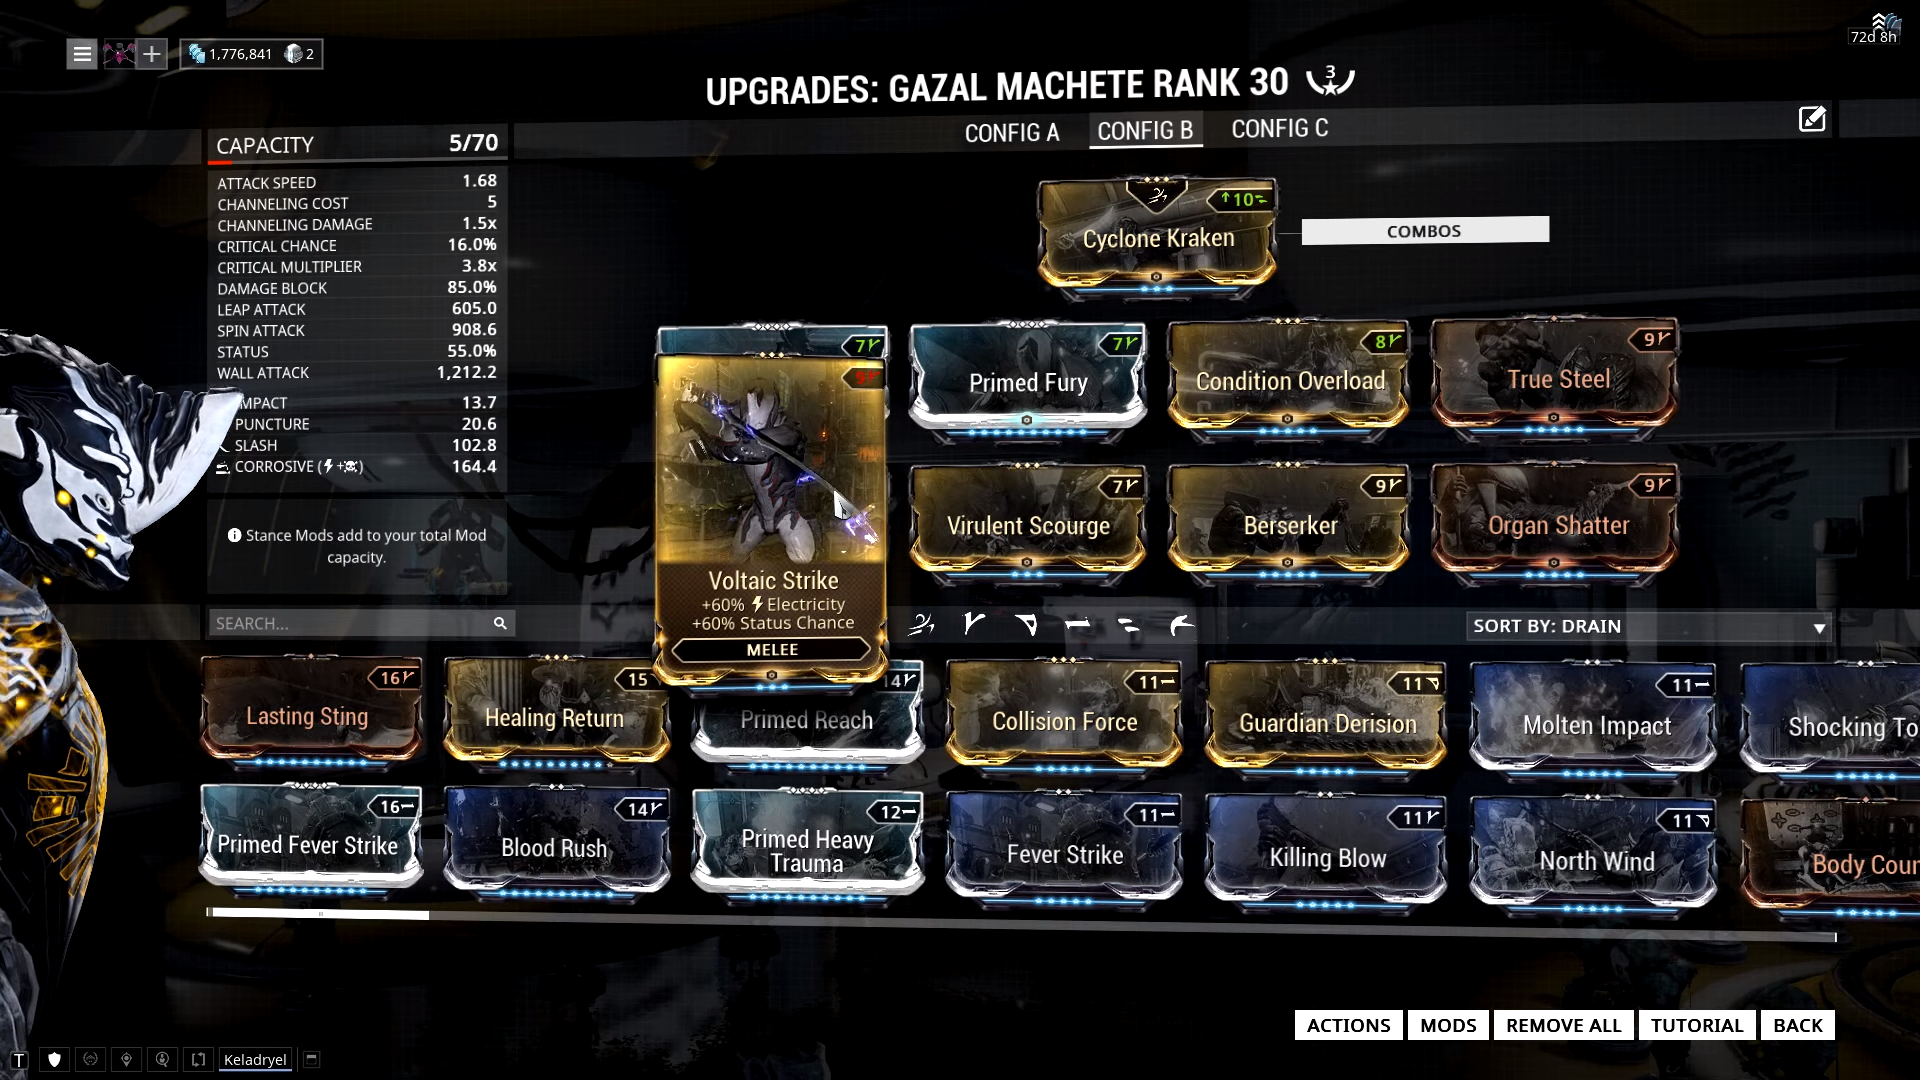 1,776,841 2
72d 8h
UPGRADES: GAZAL MACHETE RANK 30 3
CONFIG A CONFIG B CONFIG C
CAPACITY 5/70
ATTACK SPEED 1.68
CHANNELING COST 5
CHANNELING DAMAGE 1.5x
CRITICAL CHANCE 16.0%
CRITICAL MULTIPLIER 3.8x
DAMAGE BLOCK 85.0%
LEAP ATTACK 605.0
SPIN ATTACK 908.6
STATUS 55.0%
WALL ATTACK 1,212.2
MPACT 13.7
PUNCTURE 20.6
SLASH 102.8
CORROSIVE ( + ) 164.4
Stance Mods add to your total Mod
capacity.
10
Cyclone Kraken
COMBOS
7
9
Voltaic Strike
+60% Electricity
+60% Status Chance
MELEE
7
Primed Fury
8
Condition Overload
9
True Steel
7
Virulent Scourge
9
Berserker
9
Organ Shatter
SEARCH...
SORT BY: DRAIN
16
Lasting Sting
15
Healing Return
14
Primed Reach
11
Collision Force
11
Guardian Derision
11
Molten Impact
Shocking To
16
Primed Fever Strike
14
Blood Rush
12
Primed Heavy
Trauma
11
Fever Strike
11
Killing Blow
11
North Wind
Body Coun
ACTIONS MODS REMOVE ALL TUTORIAL BACK
T Keladryel